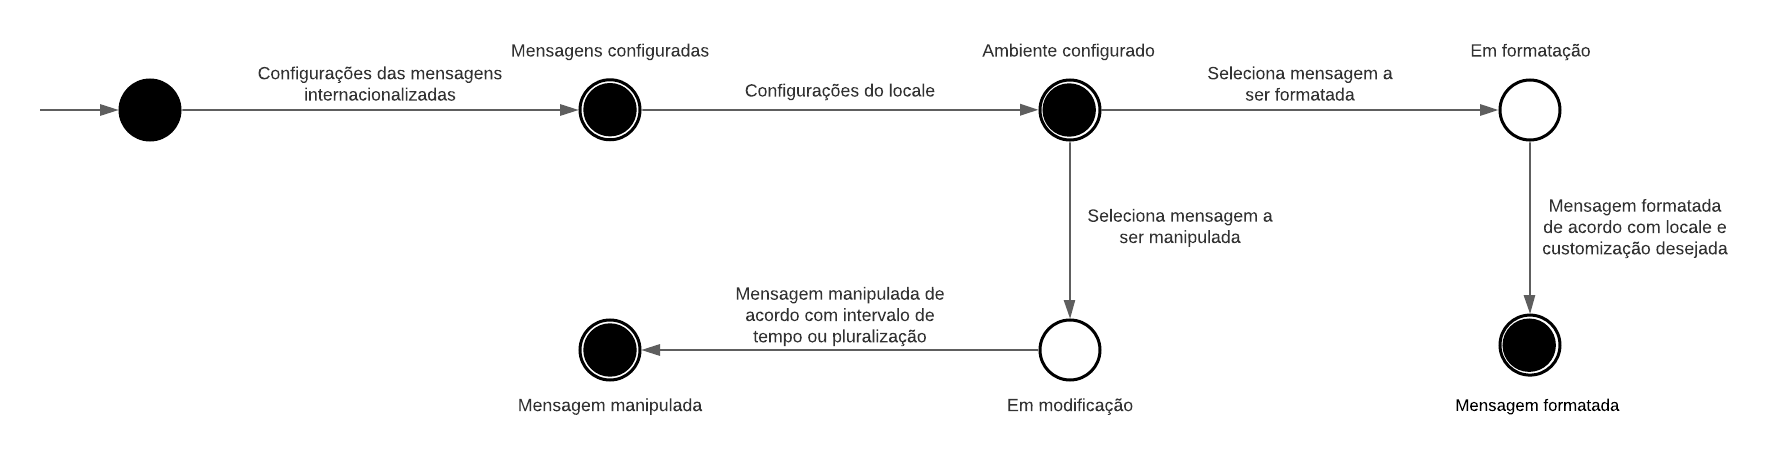 Mensagens configuradas
Ambiente configurado
Em formatação
Configurações das mensagens
internacionalizadas
Configurações do locale
Seleciona mensagem a
ser formatada
Seleciona mensagem a
ser manipulada
Mensagem formatada
de acordo com locale e
customização desejada
Mensagem manipulada de
acordo com intervalo de
tempo ou pluralização
Mensagem manipulada
Em modificação
Mensagem formatada